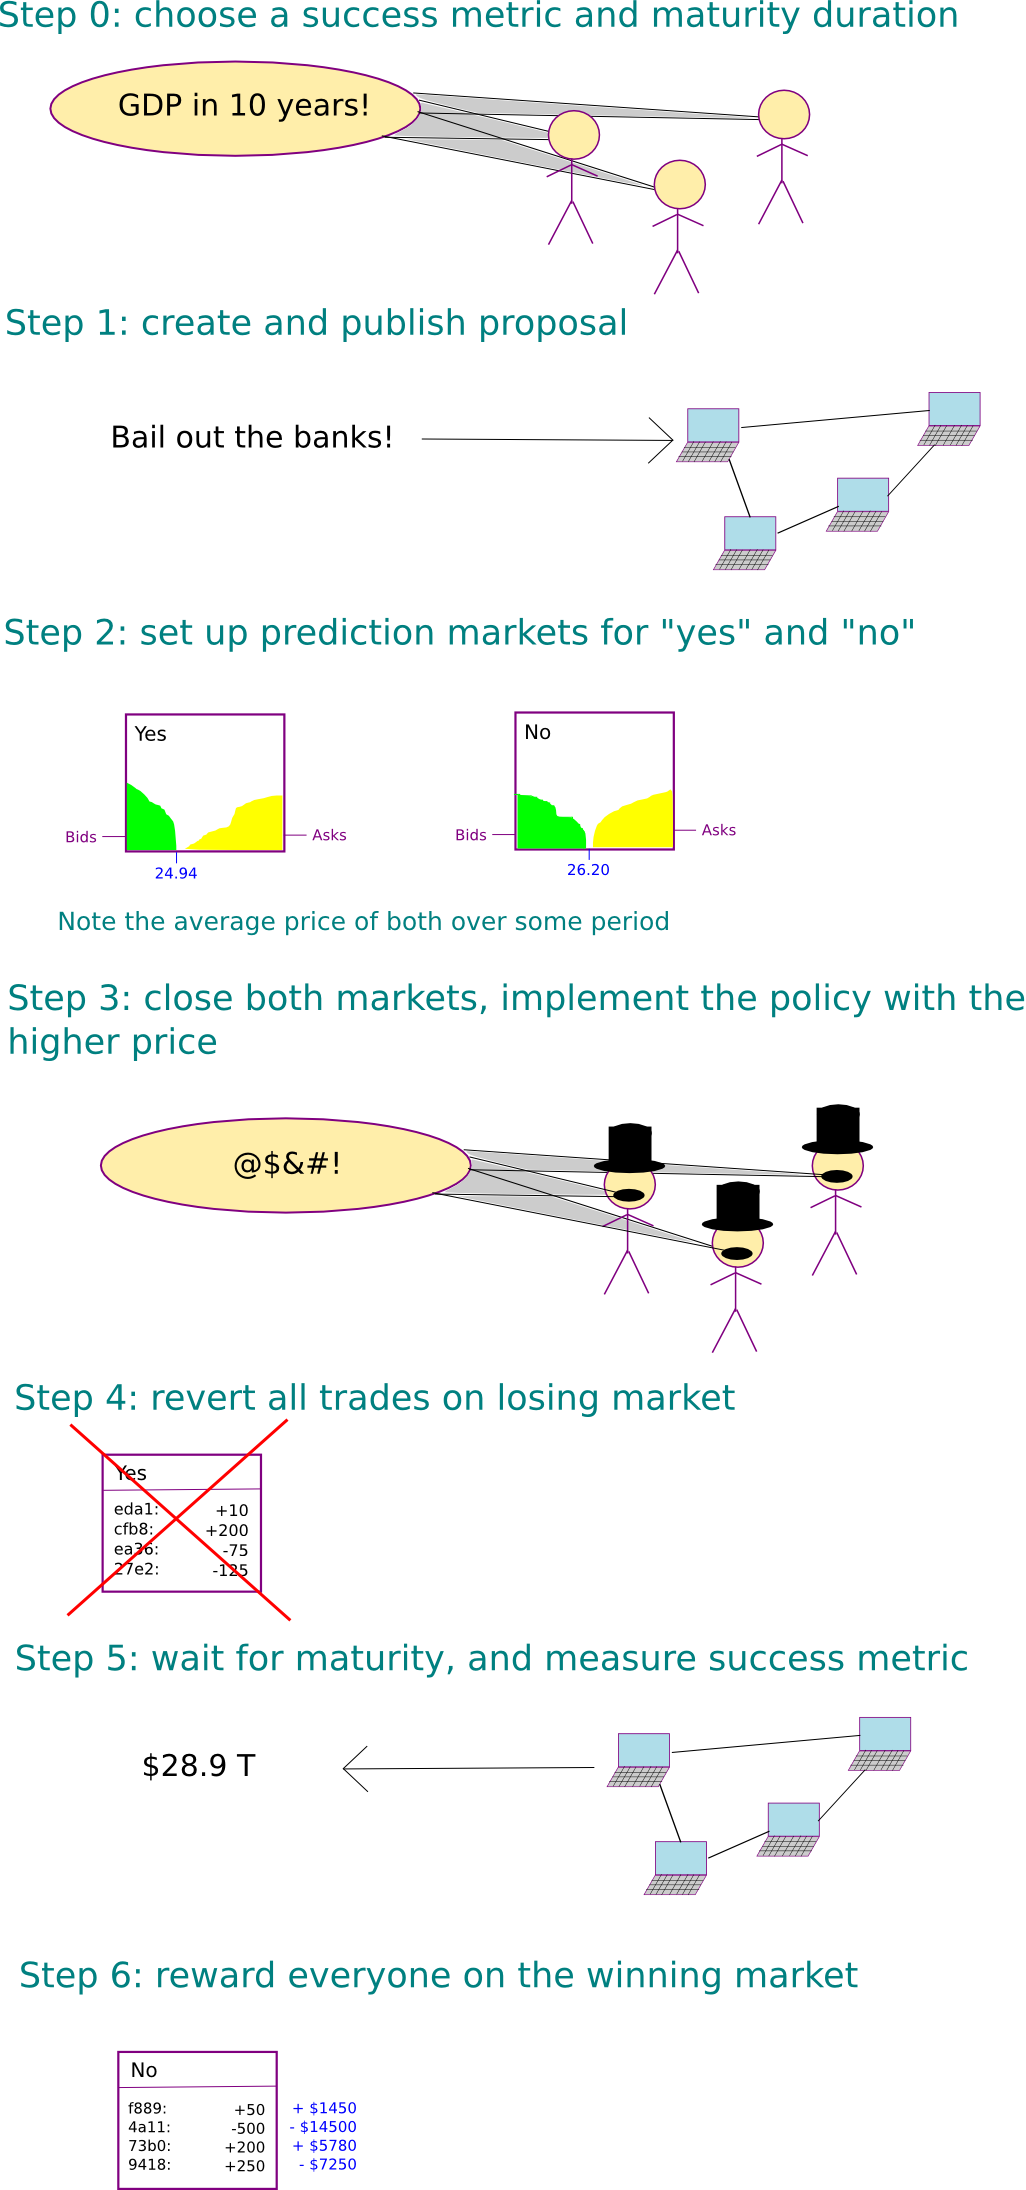 Step 0: choose a success metric and maturity duration
GDP in 10 years!
Step 1: create and publish proposal
Bail out the banks!
Step 2: set up prediction markets for "yes" and "no"
Yes
No
Bids
Asks
Bids
Asks
24.94
26.20
Note the average price of both over some period
Step 3: close both markets, implement the policy with the
higher price
@$&#!
Step 4: revert all trades on losing market
Yes
eda1: +10
cfb8: +200
ea36: -75
27e2: -125
Step 5: wait for maturity, and measure success metric
$28.9 T
Step 6: reward everyone on the winning market
No
f889: +50 + $1450
4a11: -500 - $14500
73b0: +200 + $5780
9418: +250 - $7250